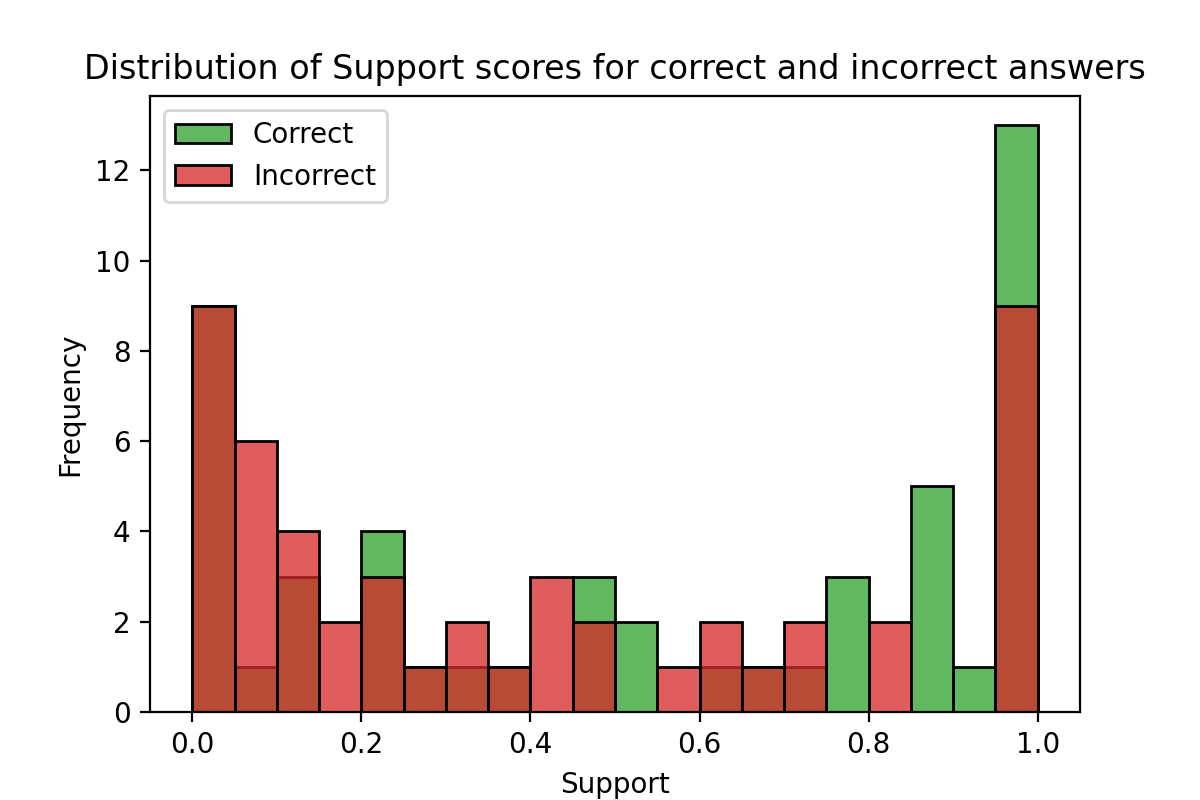 Distribution of Support scores for correct and incorrect answers
Correct
Incorrect
12
10
8
6
4
2
0
Frequency
0.0 0.2 0.4 0.6 0.8 1.0
Support